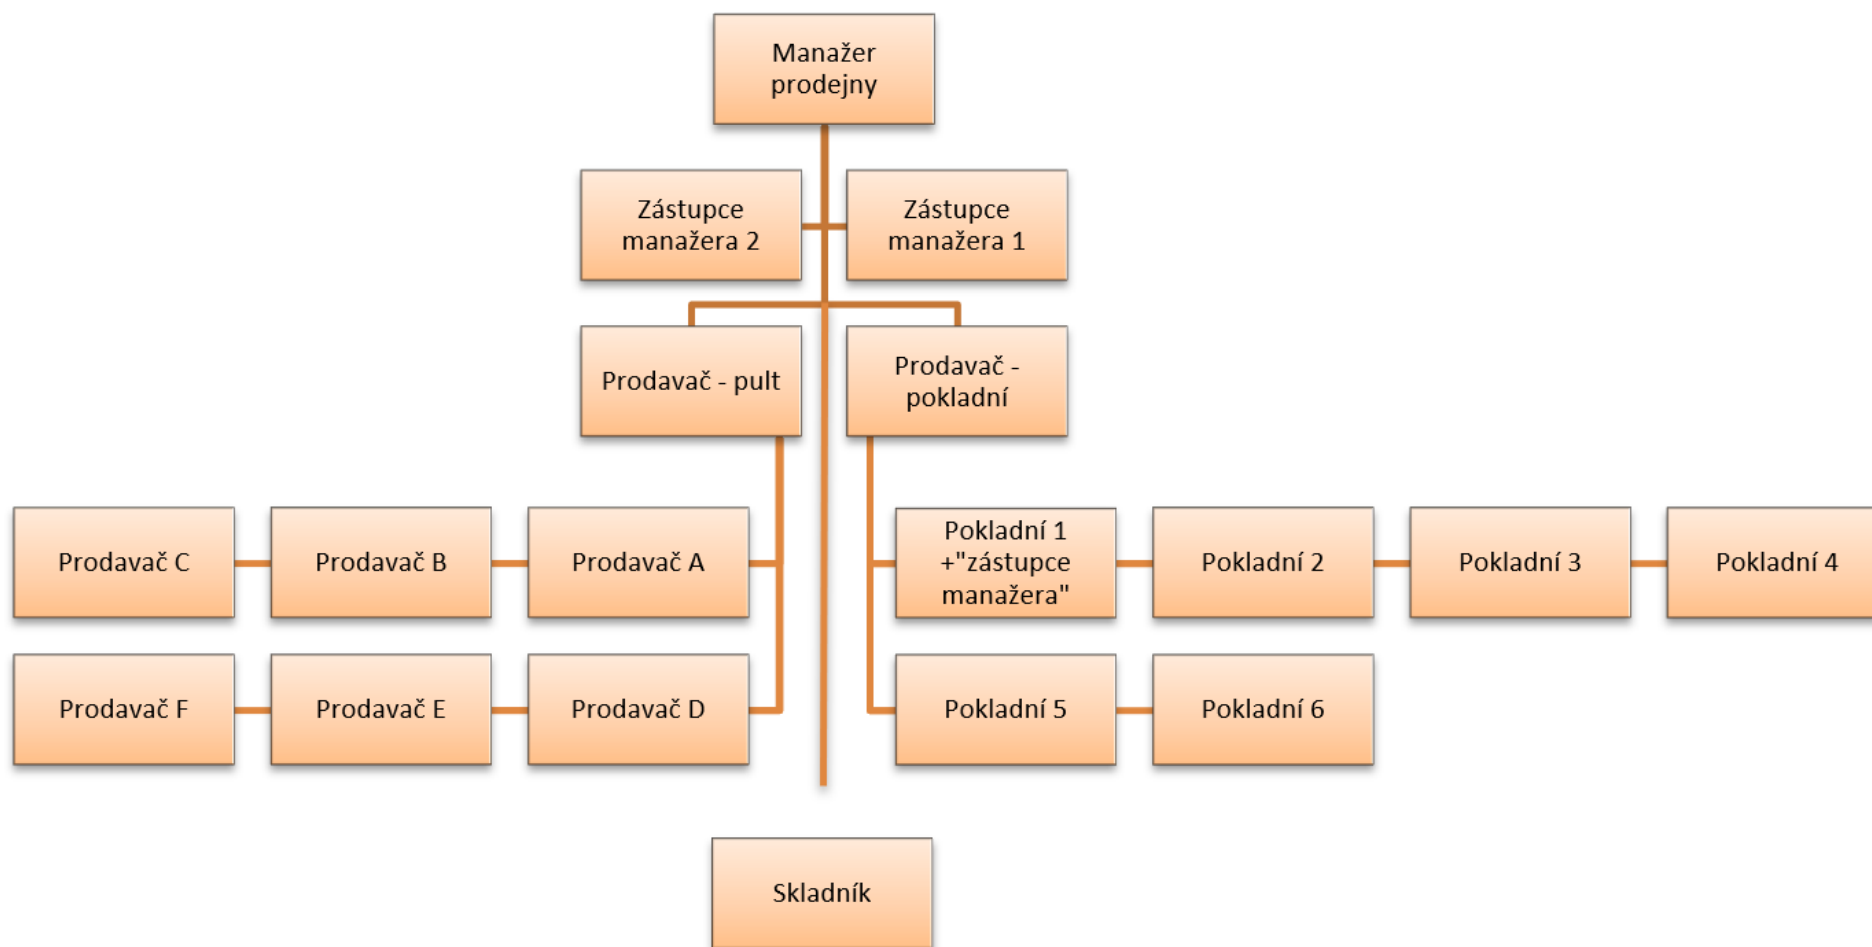 Manažer
prodejny
Zástupce
manažera 2
Zástupce
manažera 1
Prodavač - pult
Prodavač -
pokladní
Prodavač C
Prodavač B
Prodavač A
Pokladní 1
+"zástupce
manažera"
Pokladní 2
Pokladní 3
Pokladní 4
Prodavač F
Prodavač E
Prodavač D
Pokladní 5
Pokladní 6
Skladník